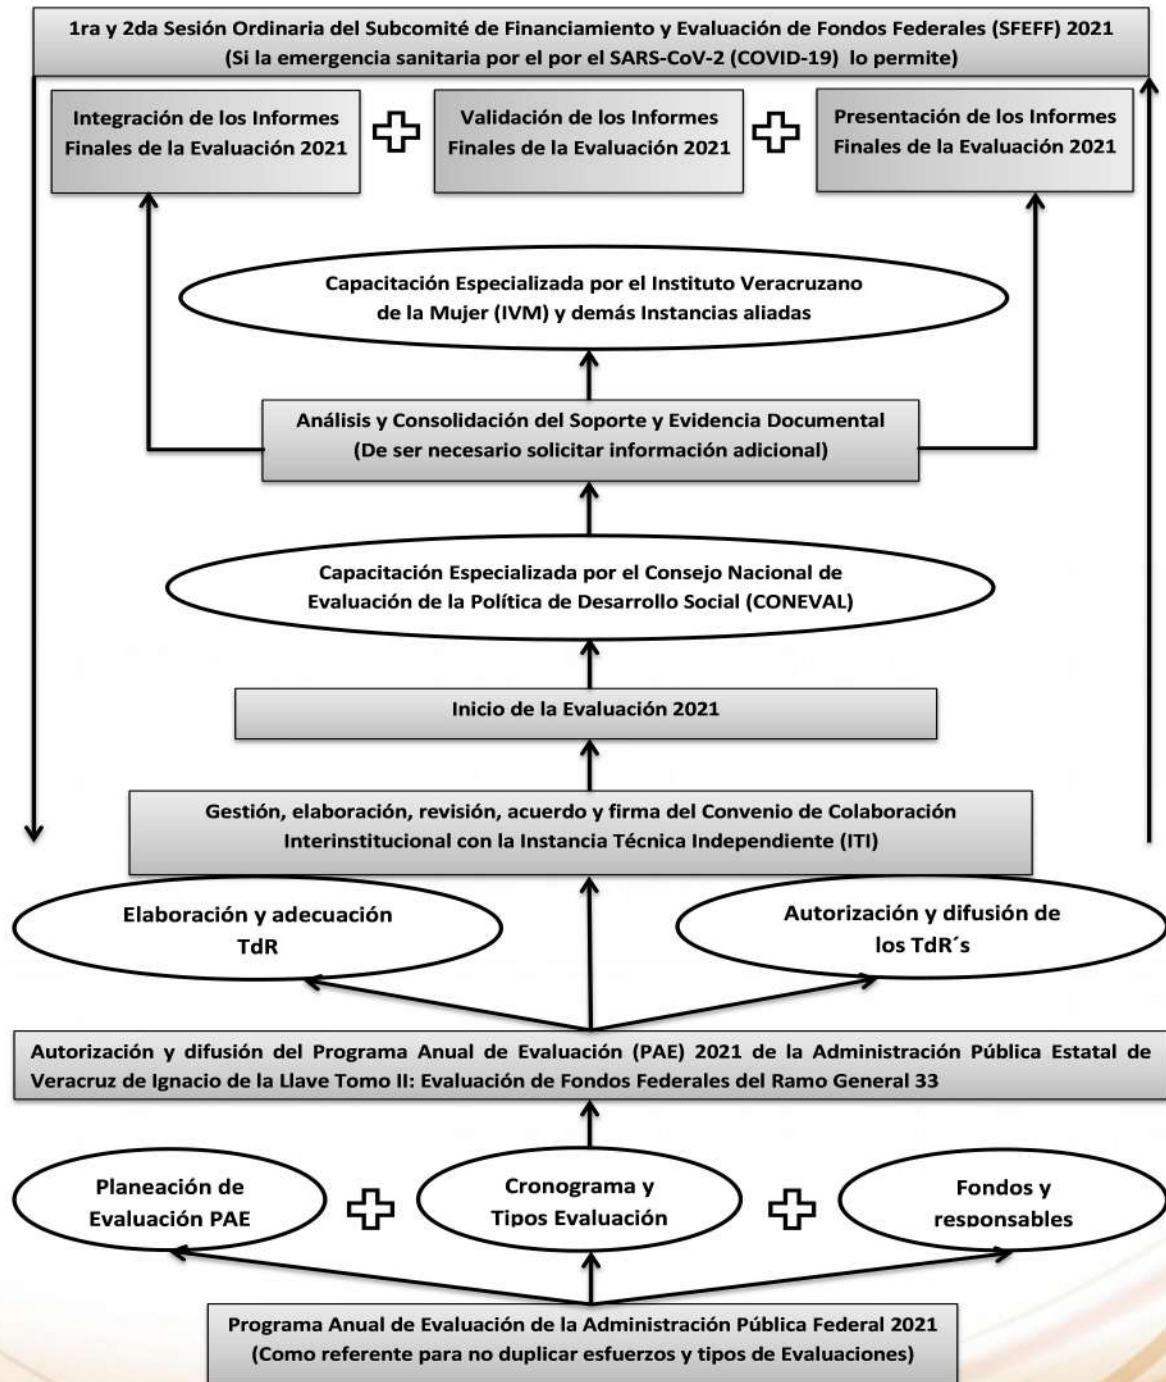 1ra y 2da Sesión Ordinaria del Subcomité de Financiamiento y Evaluación de Fondos Federales (SFEFF) 2021
(Si la emergencia sanitaria por el por el SARS-CoV-2 (COVID-19) lo permite)
Integración de los Informes
Finales de la Evaluación 2021
Validación de los Informes
Finales de la Evaluación 2021
Presentación de los Informes
Finales de la Evaluación 2021
Capacitación Especializada por el Instituto Veracruzano
de la Mujer (IVM) y demás Instancias aliadas
Análisis y Consolidación del Soporte y Evidencia Documental
(De ser necesario solicitar información adicional)
Capacitación Especializada por el Consejo Nacional de
Evaluación de la Política de Desarrollo Social (CONEVAL)
Inicio de la Evaluación 2021
Gestión, elaboración, revisión, acuerdo y firma del Convenio de Colaboración
Interinstitucional con la Instancia Técnica Independiente (ITI)
Elaboración y adecuación
TdR
Autorización y difusión de
los TdR´s
Autorización y difusión del Programa Anual de Evaluación (PAE) 2021 de la Administración Pública Estatal de
Veracruz de Ignacio de la Llave Tomo II: Evaluación de Fondos Federales del Ramo General 33
Planeación de
Evaluación PAE
Cronograma y
Tipos Evaluación
Fondos y
responsables
Programa Anual de Evaluación de la Administración Pública Federal 2021
(Como referente para no duplicar esfuerzos y tipos de Evaluaciones)